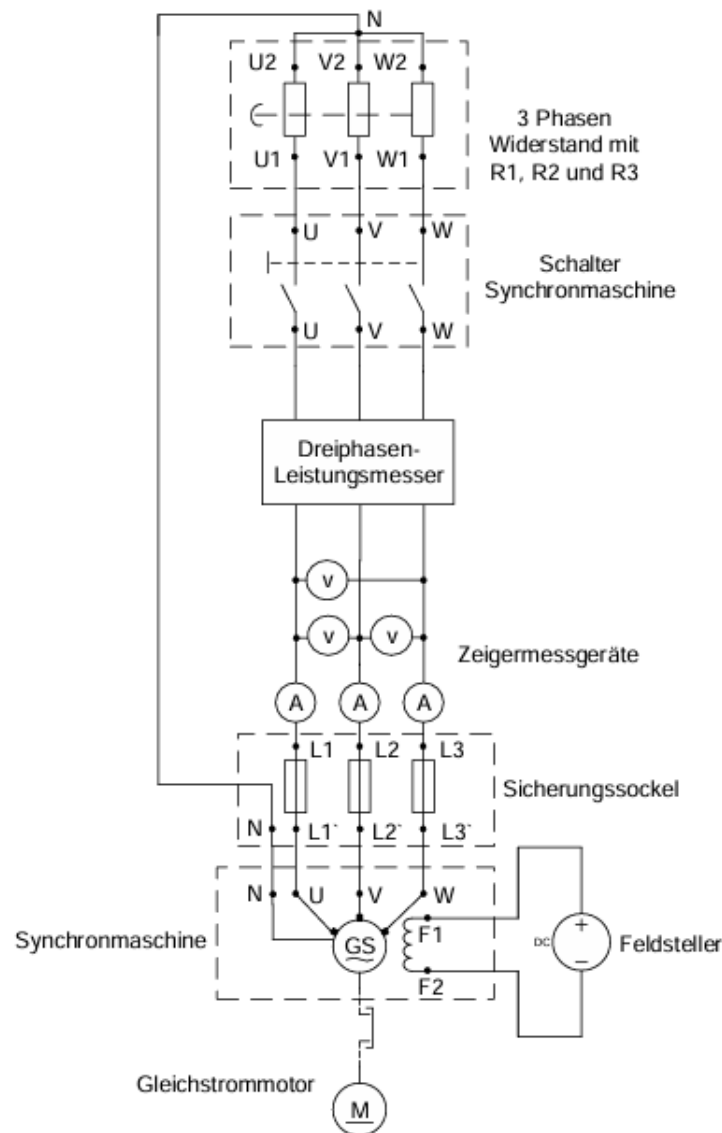 N
U2 V2 W2
3 Phasen
Widerstand mit
R1, R2 und R3
U1 V1 W1
U V W
Schalter
Synchronmaschine
U V W
Dreiphasen-
Leistungsmesser
V
V V
Zeigermessgeräte
A A A
L1 L2 L3
Sicherungssockel
N L1- L2- L3-
N U V W
Synchronmaschine
GS
F1
F2
DC
+
−
Feldsteller
Gleichstrommotor
M